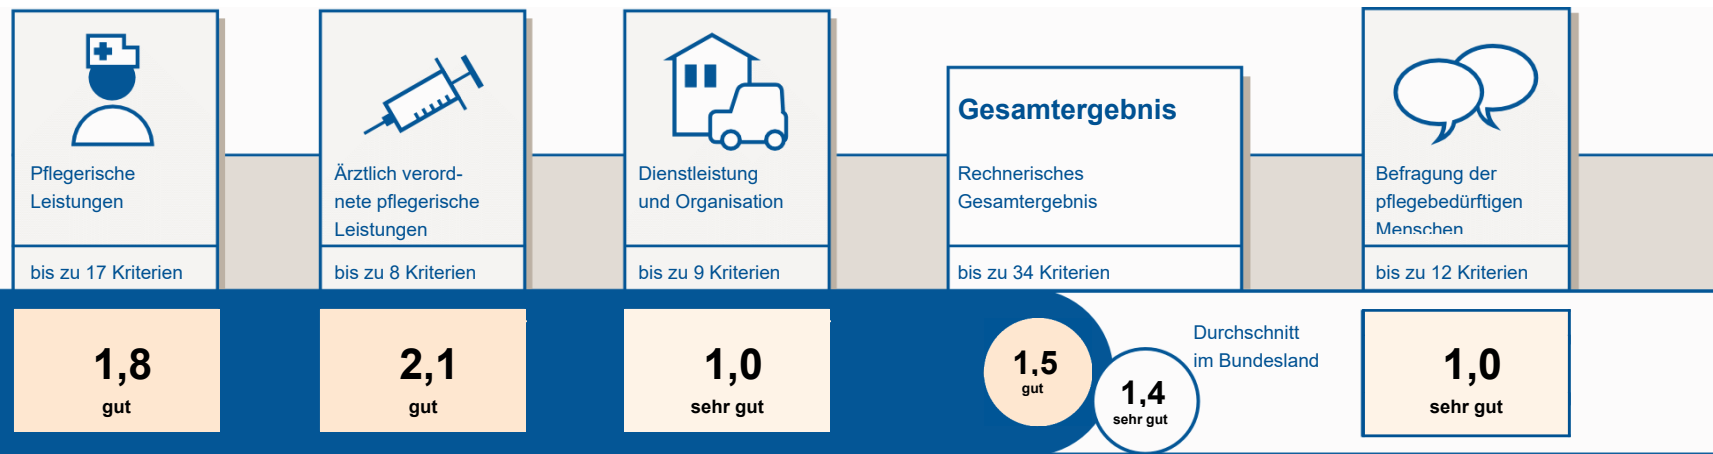 Pflegerische
Leistungen
bis zu 17 Kriterien
1,8
gut
Ärztlich verord-
nete pflegerische
Leistungen
bis zu 8 Kriterien
2,1
gut
Dienstleistung
und Organisation
bis zu 9 Kriterien
1,0
sehr gut
Gesamtergebnis
Rechnerisches
Gesamtergebnis
bis zu 34 Kriterien
1,5
gut
1,4
sehr gut
Durchschnitt
im Bundesland
Befragung der
pflegebedürftigen
Menschen
bis zu 12 Kriterien
1,0
sehr gut